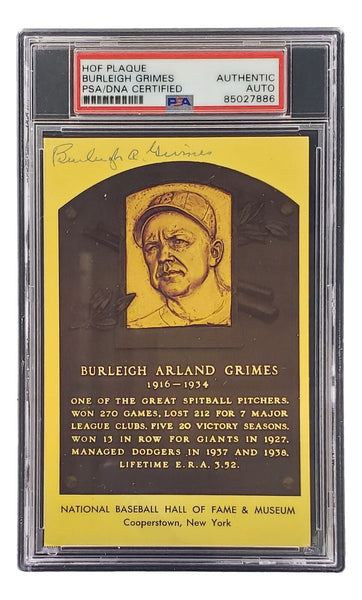 HOF PLAQUE
BURLEIGH GRIMES AUTHENTIC
PSA/DNA CERTIFIED AUTO
PSA 85027886
Burleigh A. Grimes
BURLEIGH ARLAND GRIMES
1916-1934
ONE OF THE GREAT SPITBALL PITCHERS.
WON 270 GAMES, LOST 212 FOR 7 MAJOR
LEAGUE CLUBS. FIVE 20 VICTORY SEASONS.
WON 13 IN ROW FOR GIANTS IN 1927.
MANAGED DODGERS IN 1937 AND 1938.
LIFETIME E.R.A. 3.52.
NATIONAL BASEBALL HALL OF FAME & MUSEUM
Cooperstown, New York